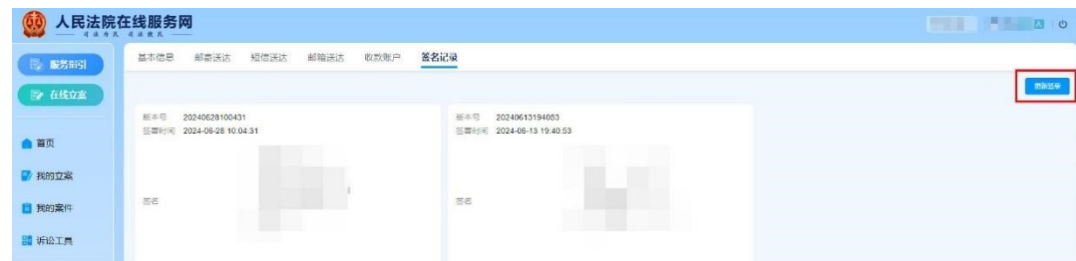 人民法院在线服务网
司法为民 司法便民
服务指引
在线立案
首页
我的立案
我的案件
诉讼工具
基本信息 邮寄送达 短信送达 邮箱送达 收款账户 签名记录
更新签名
版本号 20240628100431
签署时间 2024-06-28 10:04:31
签名
版本号 20240613194053
签署时间 2024-06-13 19:40:53
签名